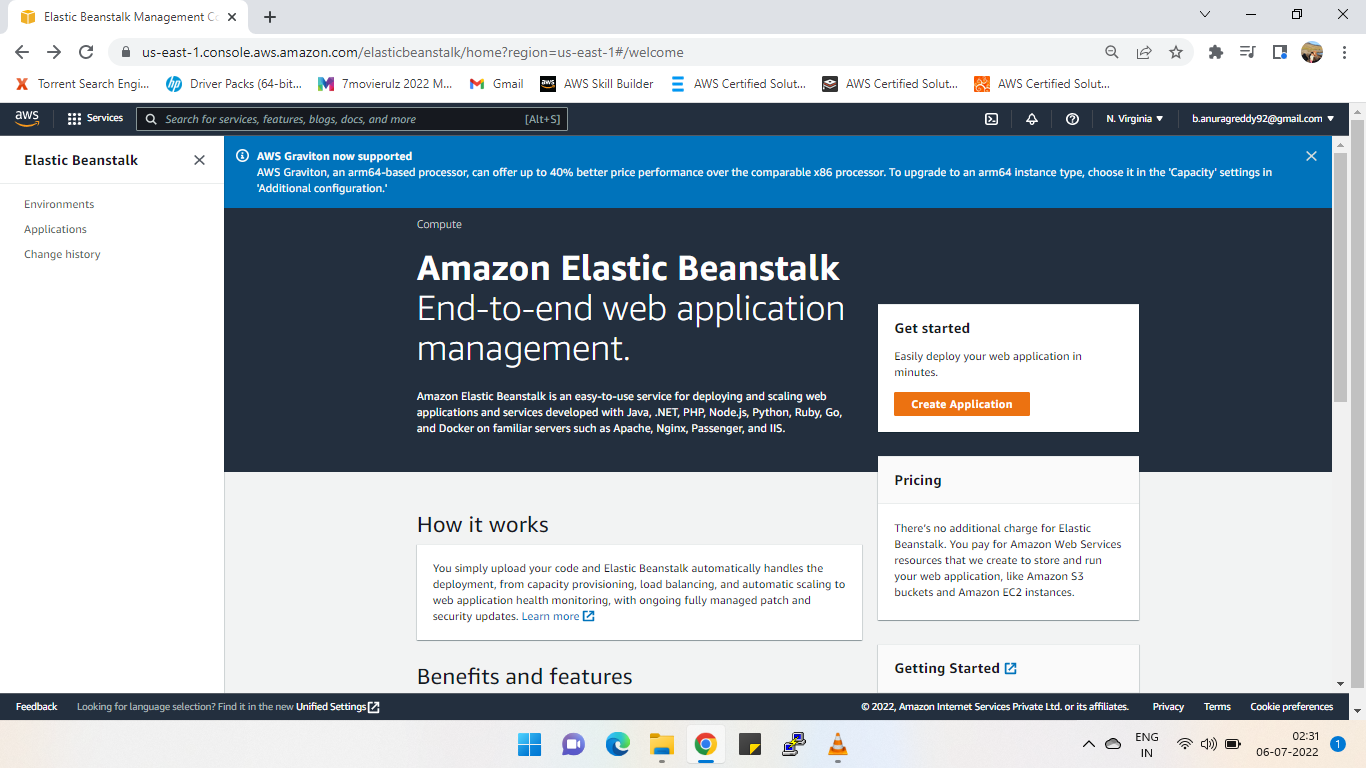 Elastic Beanstalk Management Co
us-east-1.console.aws.amazon.com/elasticbeanstalk/home?region=us-east-1#/welcome
X Torrent Search Engi...
hp Driver Packs (64-bit...
M 7movierulz 2022 M...
Gmail
aws AWS Skill Builder
AWS Certified Solut...
AWS Certified Solut...
AWS Certified Solut...
aws Services Search for services, features, blogs, docs, and more [Alt+S] N. Virginia b.anuragreddy92@gmail.com
Elastic Beanstalk
Environments
Applications
Change history
AWS Graviton now supported
AWS Graviton, an arm64-based processor, can offer up to 40% better price performance over the comparable x86 processor. To upgrade to an arm64 instance type, choose it in the 'Capacity' settings in
'Additional configuration.'
Compute
Amazon Elastic Beanstalk
End-to-end web application
management.
Amazon Elastic Beanstalk is an easy-to-use service for deploying and scaling web
applications and services developed with Java, .NET, PHP, Node.js, Python, Ruby, Go,
and Docker on familiar servers such as Apache, Nginx, Passenger, and IIS.
Get started
Easily deploy your web application in
minutes.
Create Application
Pricing
There's no additional charge for Elastic
Beanstalk. You pay for Amazon Web Services
resources that we create to store and run
your web application, like Amazon S3
buckets and Amazon EC2 instances.
How it works
You simply upload your code and Elastic Beanstalk automatically handles the
deployment, from capacity provisioning, load balancing, and automatic scaling to
web application health monitoring, with ongoing fully managed patch and
security updates. Learn more
Benefits and features
Getting Started
Feedback Looking for language selection? Find it in the new Unified Settings © 2022, Amazon Internet Services Private Ltd. or its affiliates. Privacy Terms Cookie preferences
ENG
IN
02:31
06-07-2022
1